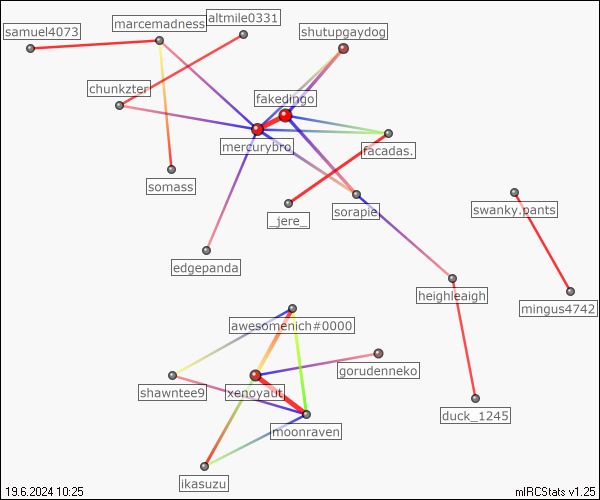 altmile0331
marcemadness
samuel4073
shutupgaydog
chunkzter
fakedingo
mercurybro
facadas.
somass
_jere_
sorapie
swanky.pants
edgepanda
heighleaigh
mingus4742
awesomenich#0000
gorudenneko
shawntee9
xenoyaut
duck_1245
moonraven
ikasuzu
19.6.2024 10:25
mIRCStats v1.25